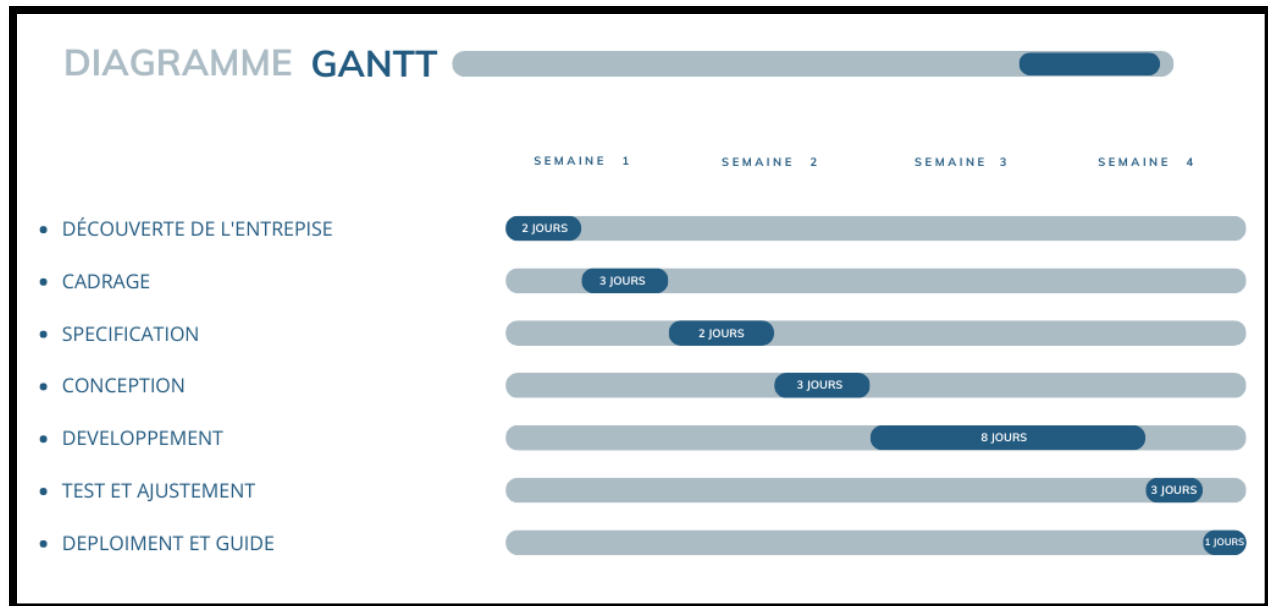 DIAGRAMME GANTT
SEMAINE 1 SEMAINE 2 SEMAINE 3 SEMAINE 4
• DÉCOUVERTE DE L'ENTREPISE 2 JOURS
• CADRAGE 3 JOURS
• SPECIFICATION 2 JOURS
• CONCEPTION 3 JOURS
• DEVELOPPEMENT 8 JOURS
• TEST ET AJUSTEMENT 3 JOURS
• DEPLOIMENT ET GUIDE 1 JOURS